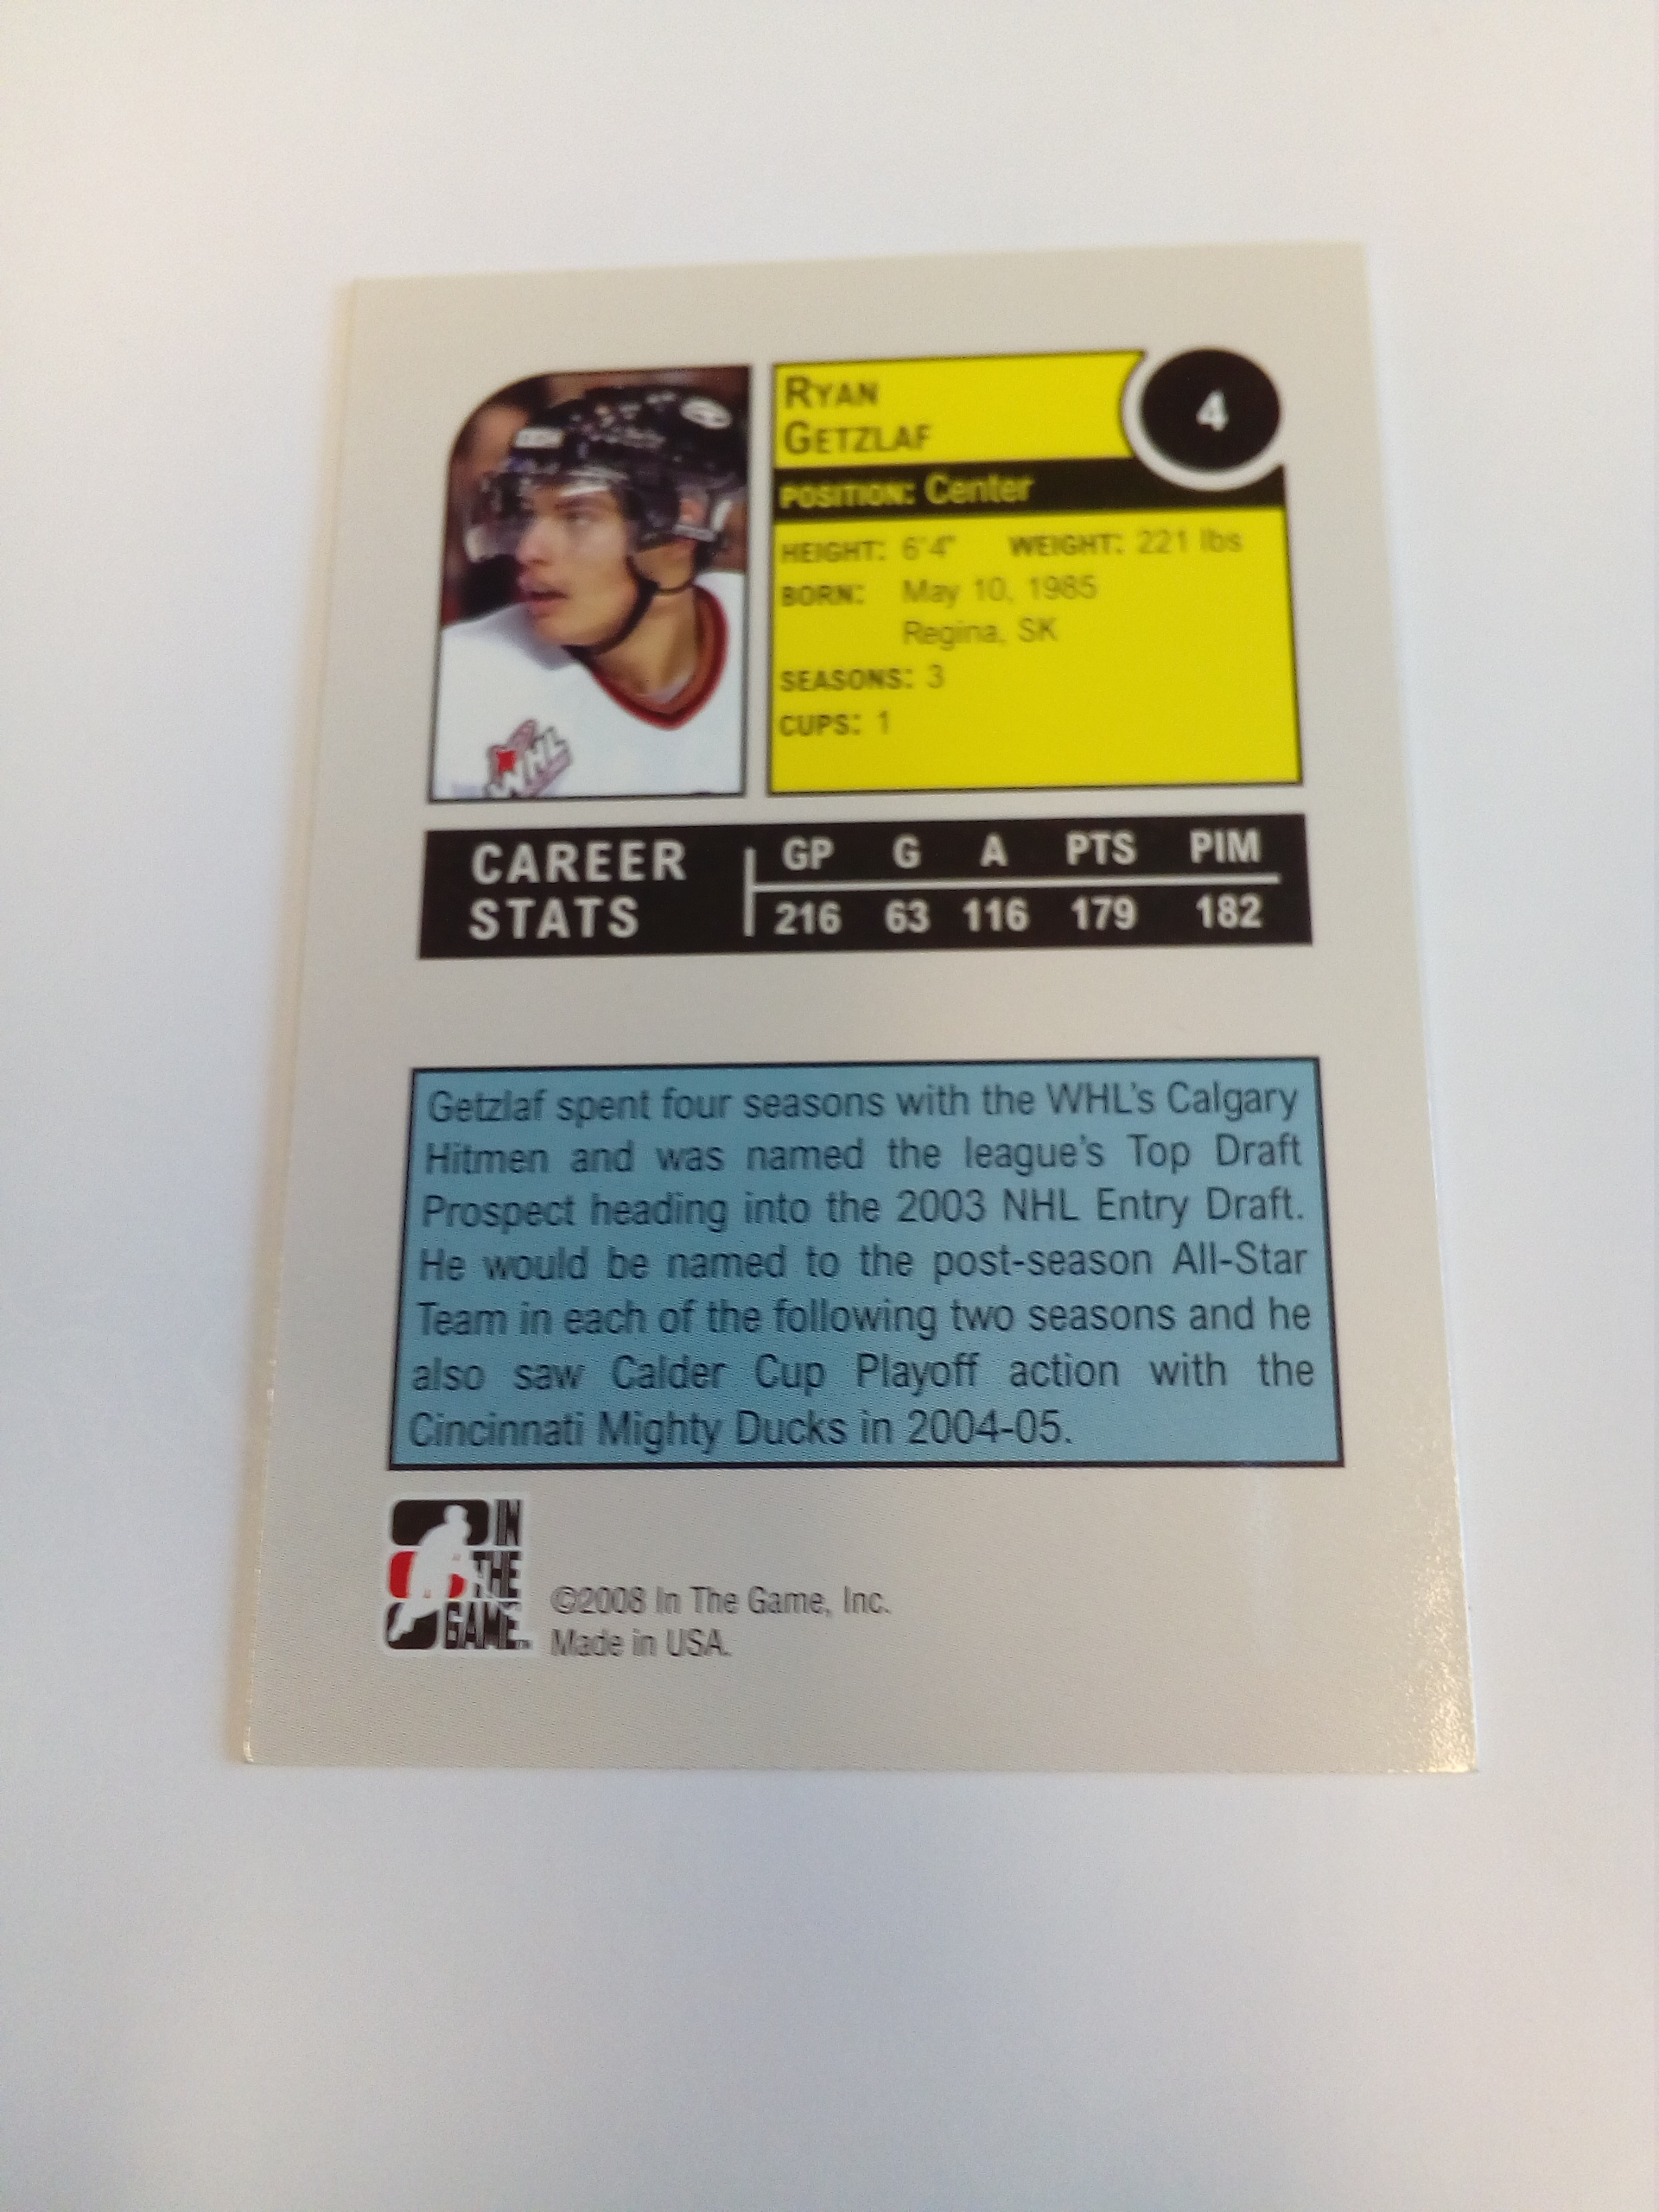 RYAN
GETZLAF
4
POSITION: Center
HEIGHT: 6'4" WEIGHT: 221 lbs
BORN: May 10, 1985
Regina, SK
SEASONS: 3
CUPS: 1
WHL
CAREER STATS
GP G A PTS PIM
216 63 116 179 182
Getzlaf spent four seasons with the WHL's Calgary
Hitmen and was named the league's Top Draft
Prospect heading into the 2003 NHL Entry Draft.
He would be named to the post-season All-Star
Team in each of the following two seasons and he
also saw Calder Cup Playoff action with the
Cincinnati Mighty Ducks in 2004-05.
IN
THE
GAME
©2008 In The Game, Inc.
Made in USA.